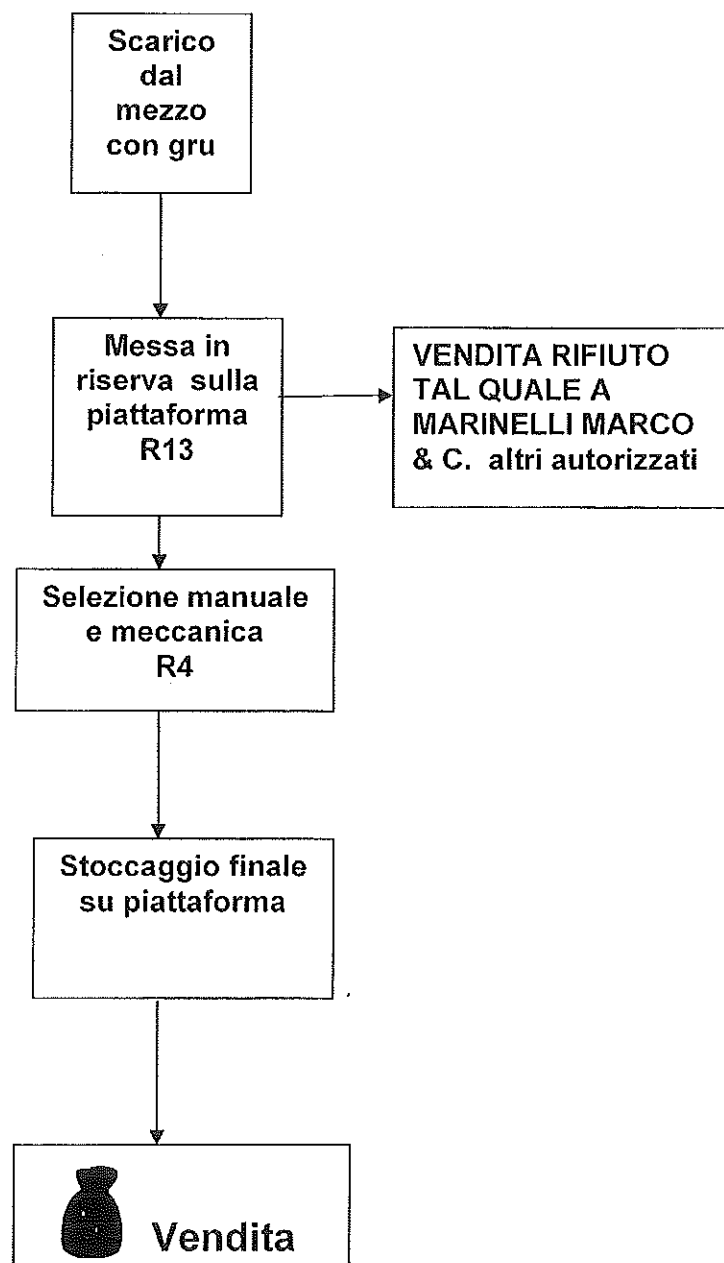 Scarico
dal
mezzo
con gru
Messa in
riserva sulla
piattaforma
R13
VENDITA RIFIUTO
TAL QUALE A
MARINELLI MARCO
& C. altri autorizzati
Selezione manuale
e meccanica
R4
Stoccaggio finale
su piattaforma
Vendita